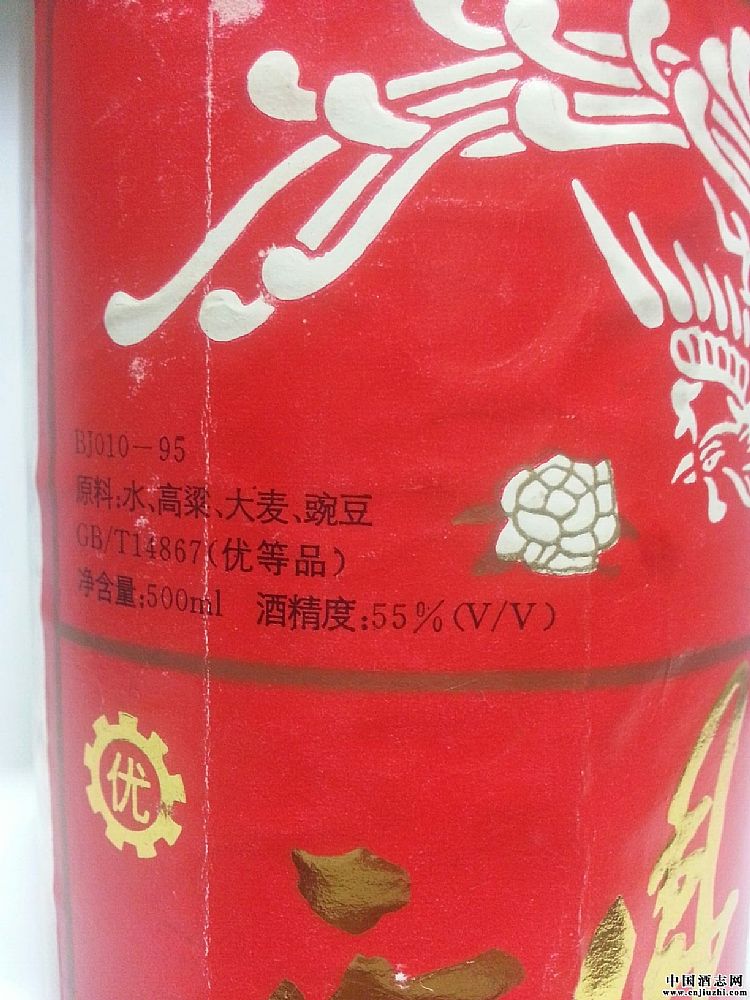 BJ010-95
原料:水、高粱、大麦、豌豆
GB/T14867(优等品)
净含量:500ml 酒精度:55%(V/V)
优
中国酒志网
www.cnjiuzhi.com